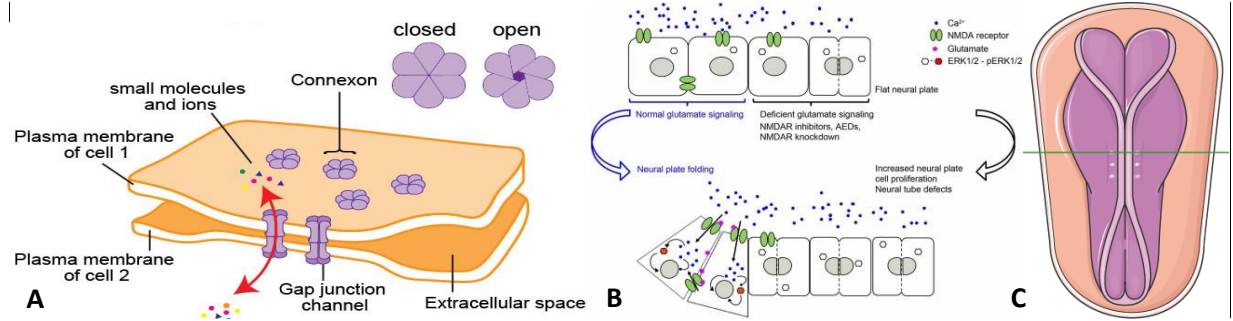 closed
open
Connexon
small molecules
and ions
Plasma membrane
of cell 1
Plasma membrane
of cell 2
Gap junction
channel
Extracellular space
A
Ca²⁺
NMDA receptor
Glutamate
ERK1/2 - pERK1/2
Flat neural plate
Normal glutamate signaling
Deficient glutamate signaling
NMDAR inhibitors, AEDs,
NMDAR knockdown
Neural plate folding
Increased neural plate
cell proliferation
Neural tube defects
B
C